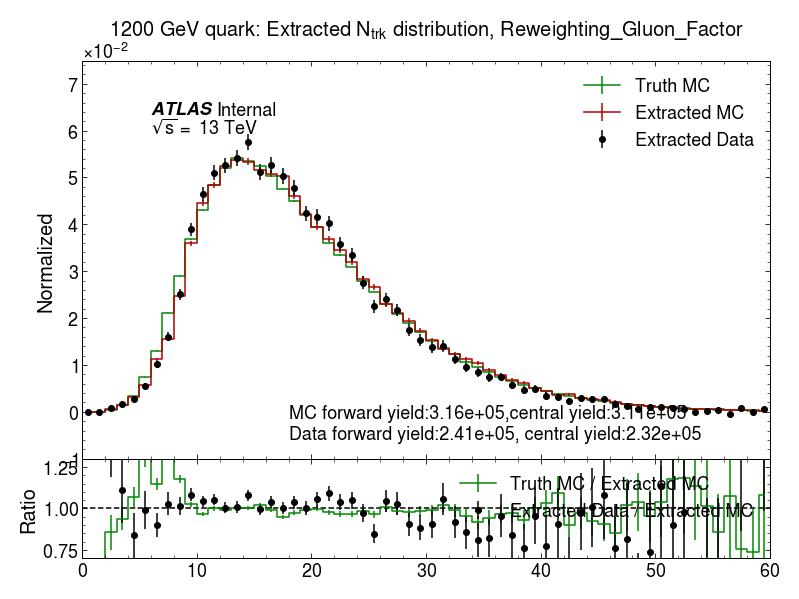 1200 GeV quark: Extracted Ntrk distribution, Reweighting_Gluon_Factor
×10−2
Truth MC
Extracted MC
Extracted Data
ATLAS Internal
√s = 13 TeV
Normalized
7
6
5
4
3
2
1
0
MC forward yield:3.16e+05,central yield:3.11e+05
Data forward yield:2.41e+05, central yield:2.32e+05
Ratio
1.25
1.00
0.75
Truth MC / Extracted MC
Extracted Data / Extracted MC
0 10 20 30 40 50 60